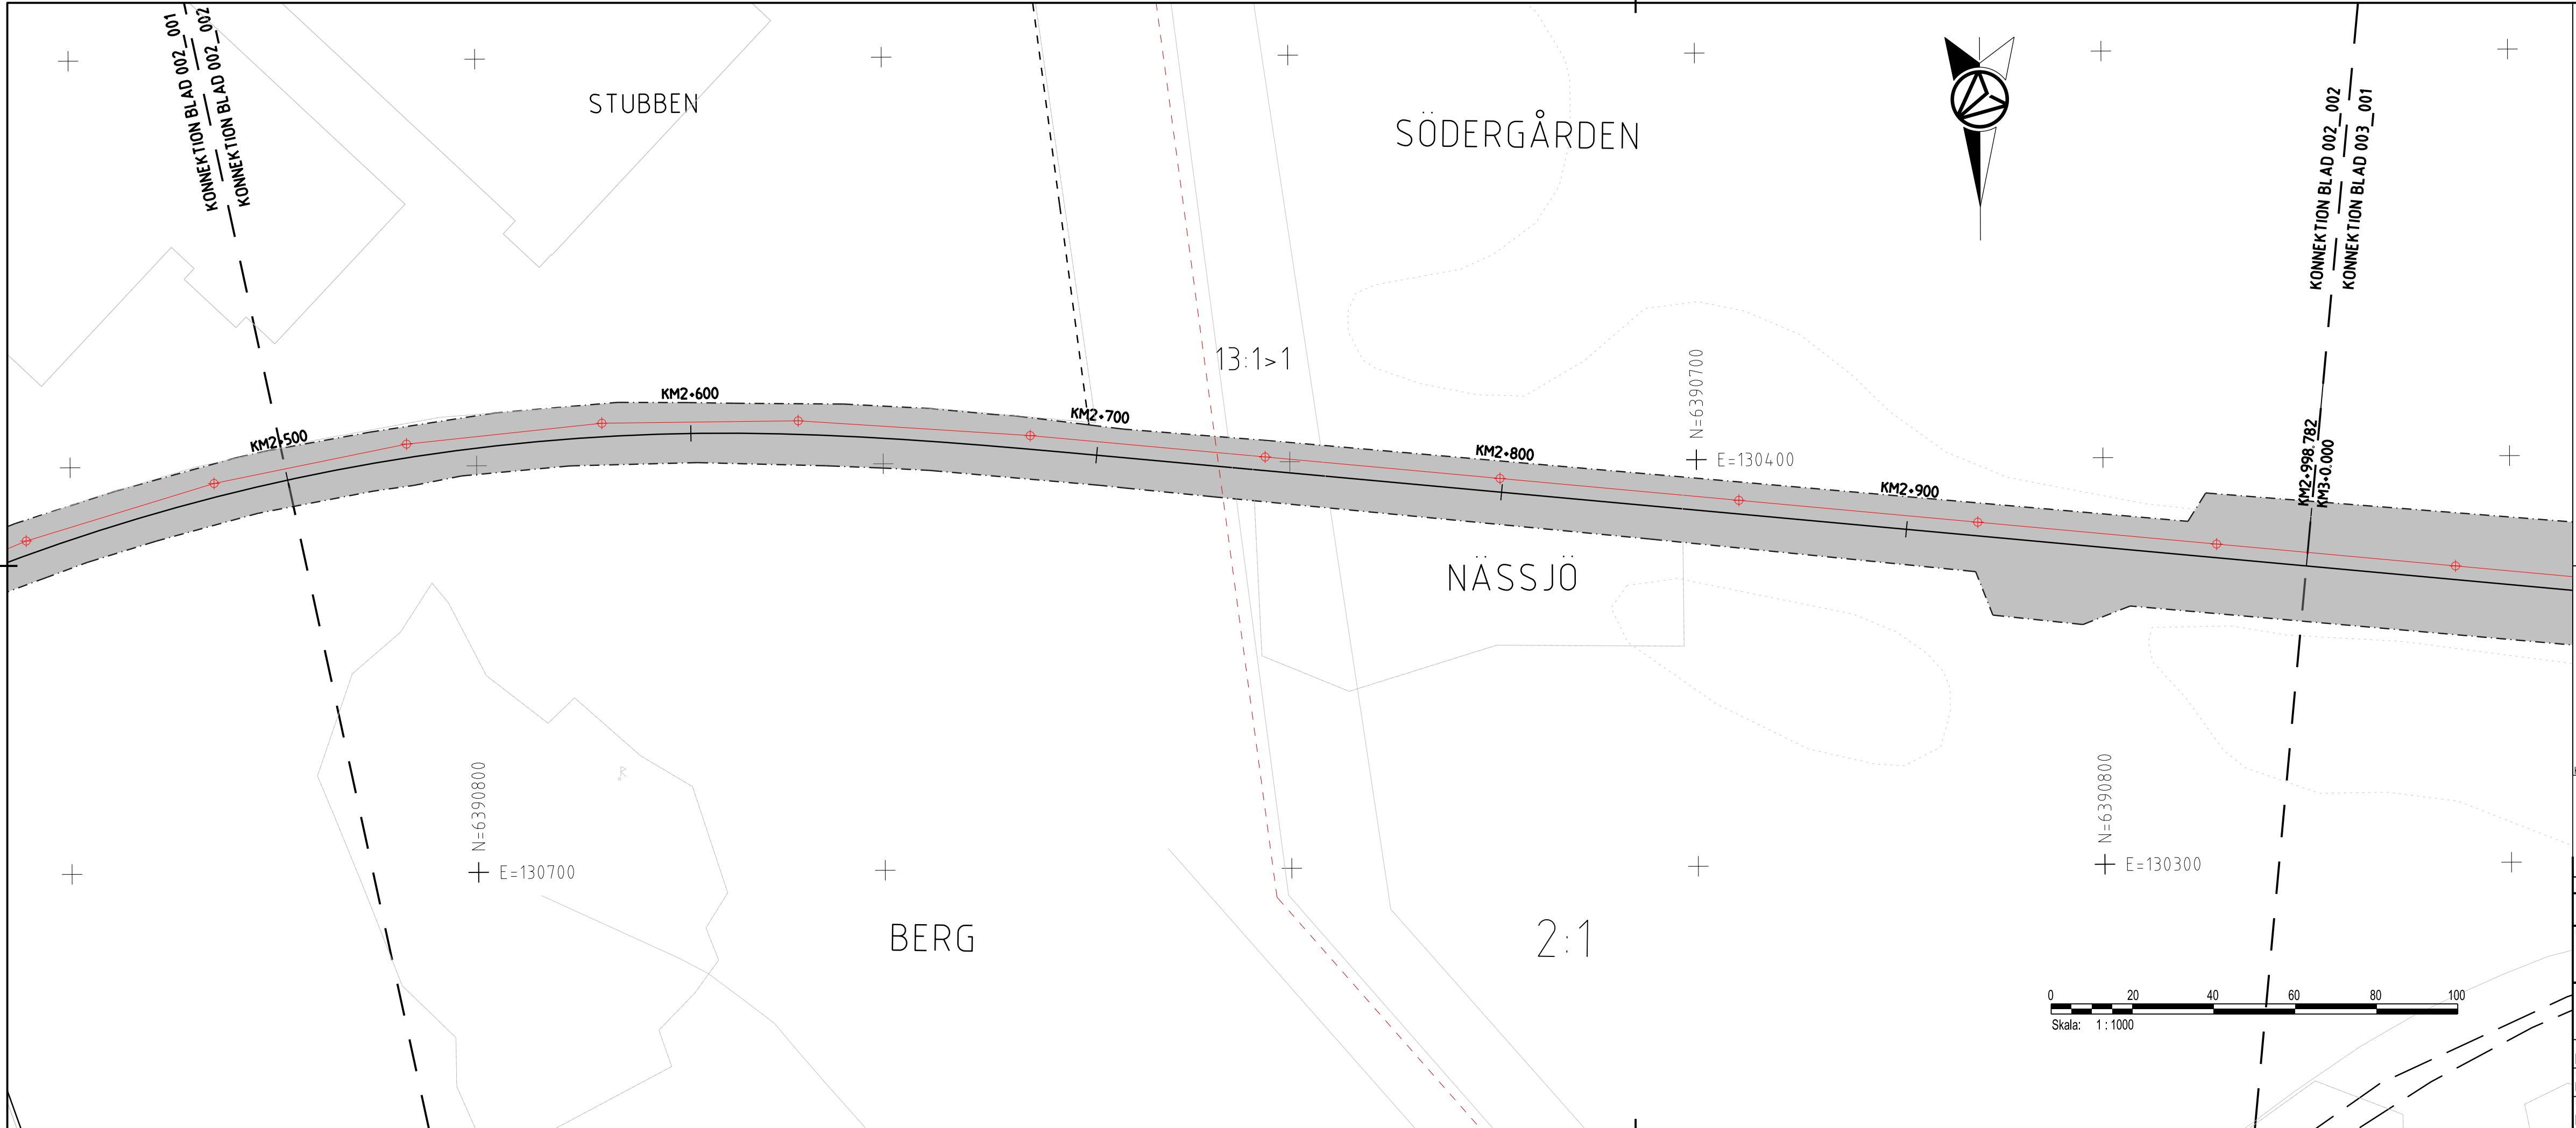 KONNEKTION BLAD 002_001
KONNEKTION BLAD 002_002
STUBBEN
SÖDERGÅRDEN
KONNEKTION BLAD 002_002
KONNEKTION BLAD 003_001
13:1>1
N=6390700
E=130400
KM2+500
KM2+600
KM2+700
KM2+800
KM2+900
KM2+998.782
KM3+0.000
NÄSSJÖ
N=6390800
E=130700
N=6390800
E=130300
R
BERG
2:1
0 20 40 60 80 100
Skala: 1 : 1000